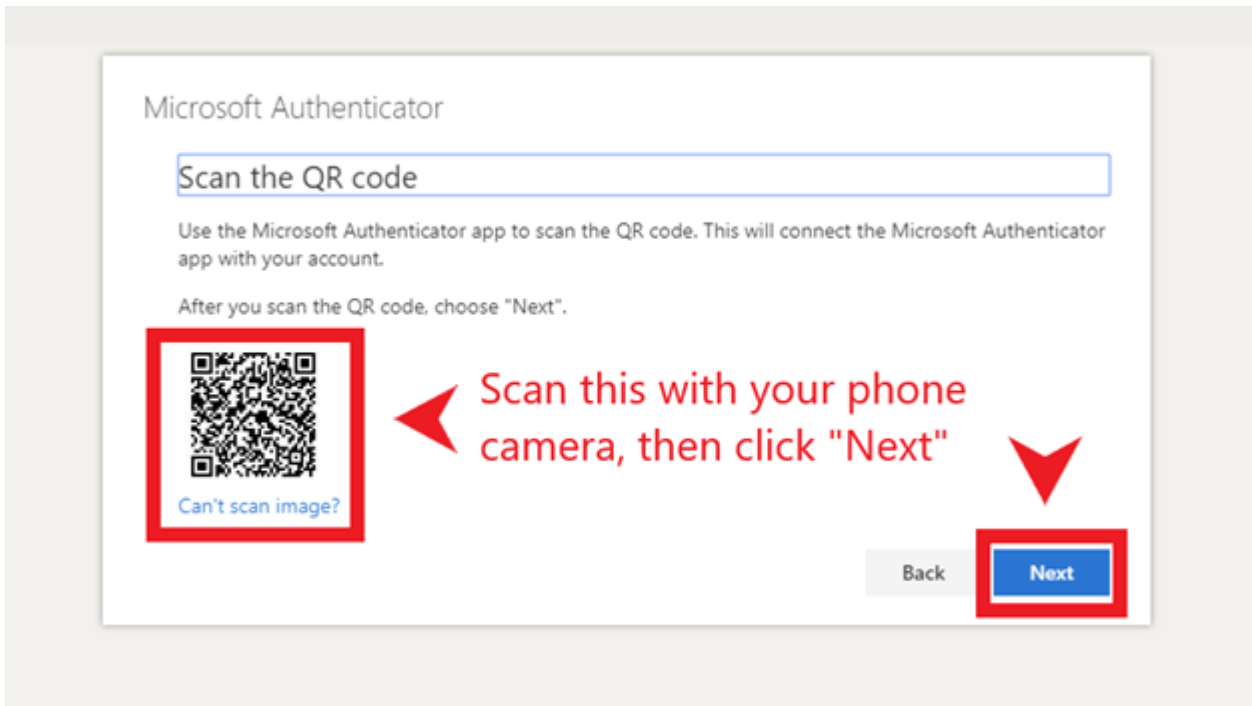 Microsoft Authenticator
Scan the QR code
Use the Microsoft Authenticator app to scan the QR code. This will connect the Microsoft Authenticator
app with your account.
After you scan the QR code, choose "Next".
Scan this with your phone
camera, then click "Next"
Can't scan image?
Back
Next